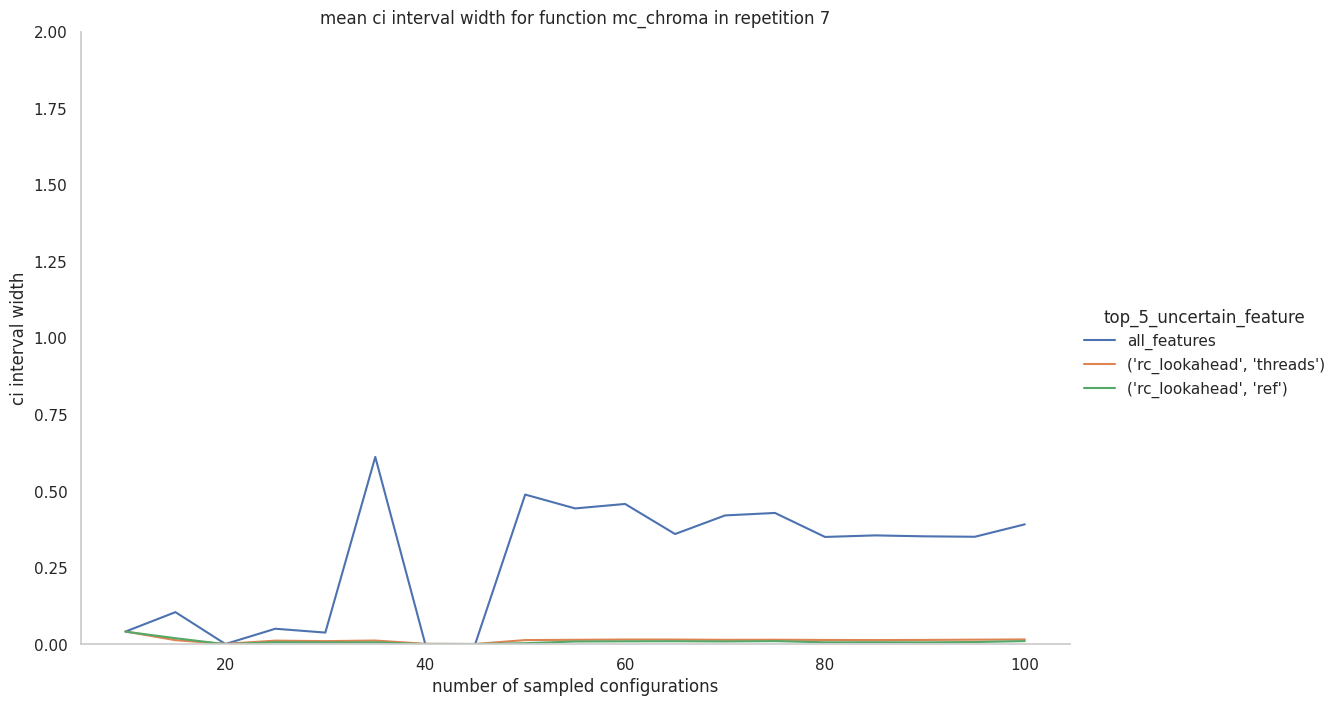 mean ci interval width for function mc_chroma in repetition 7
2.00
1.75
1.50
1.25
1.00
0.75
0.50
0.25
0.00
ci interval width
20
40
60
80
100
number of sampled configurations
top_5_uncertain_feature
all_features
('rc_lookahead', 'threads')
('rc_lookahead', 'ref')